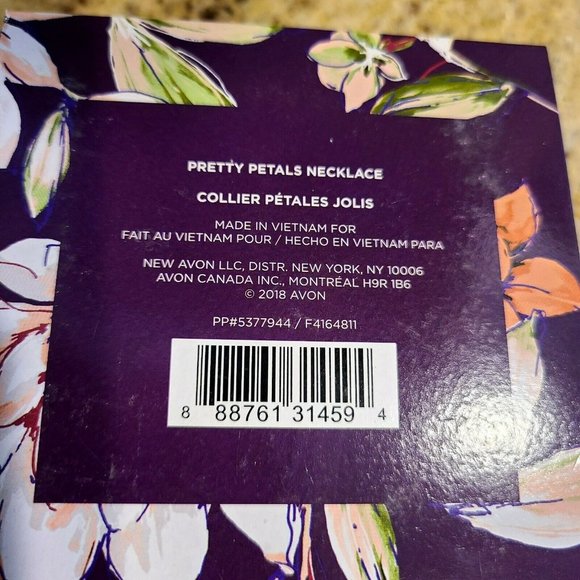 PRETTY PETALS NECKLACE
COLLIER PÉTALES JOLIS
MADE IN VIETNAM FOR
FAIT AU VIETNAM POUR / HECHO EN VIETNAM PARA
NEW AVON LLC, DISTR. NEW YORK, NY 10006
AVON CANADA INC., MONTRÉAL H9R 1B6
© 2018 AVON
PP#5377944 / F4164811
8 88761 31459 4